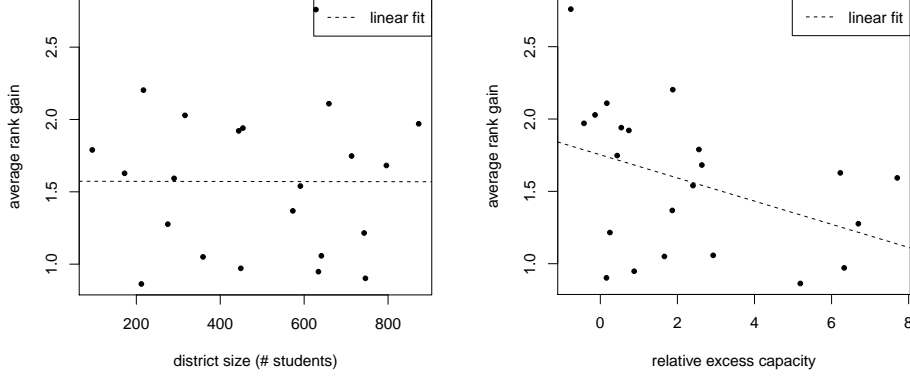 linear fit
2.5
2.0
1.5
1.0
average rank gain
200
400
600
800
district size (# students)
linear fit
2.5
2.0
1.5
1.0
average rank gain
0
2
4
6
8
relative excess capacity